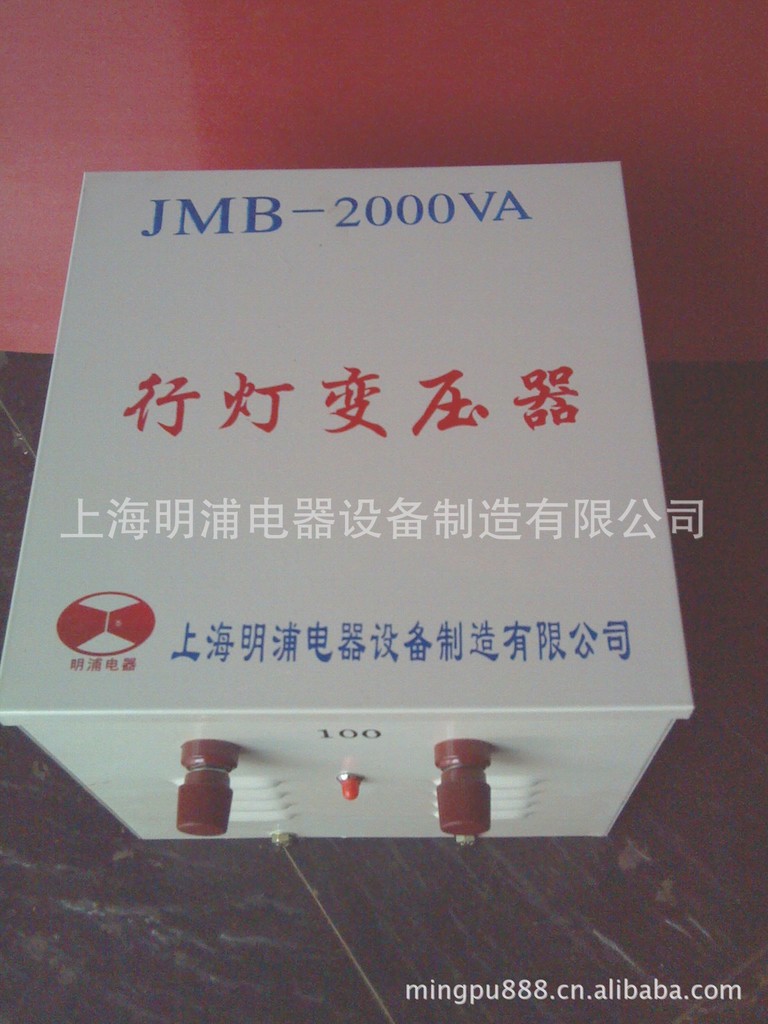 JMB-2000VA
行灯变压器
上海明浦电器设备制造有限公司
上海明浦电器设备制造有限公司
明浦电器
100
mingpu888.cn.alibaba.com